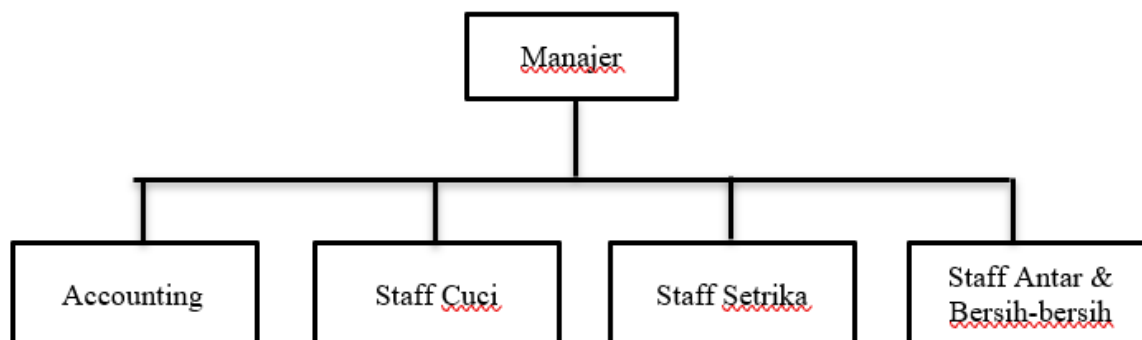 Manajer
Accounting
Staff Cuci
Staff Setrika
Staff Antar &
Bersih-bersih